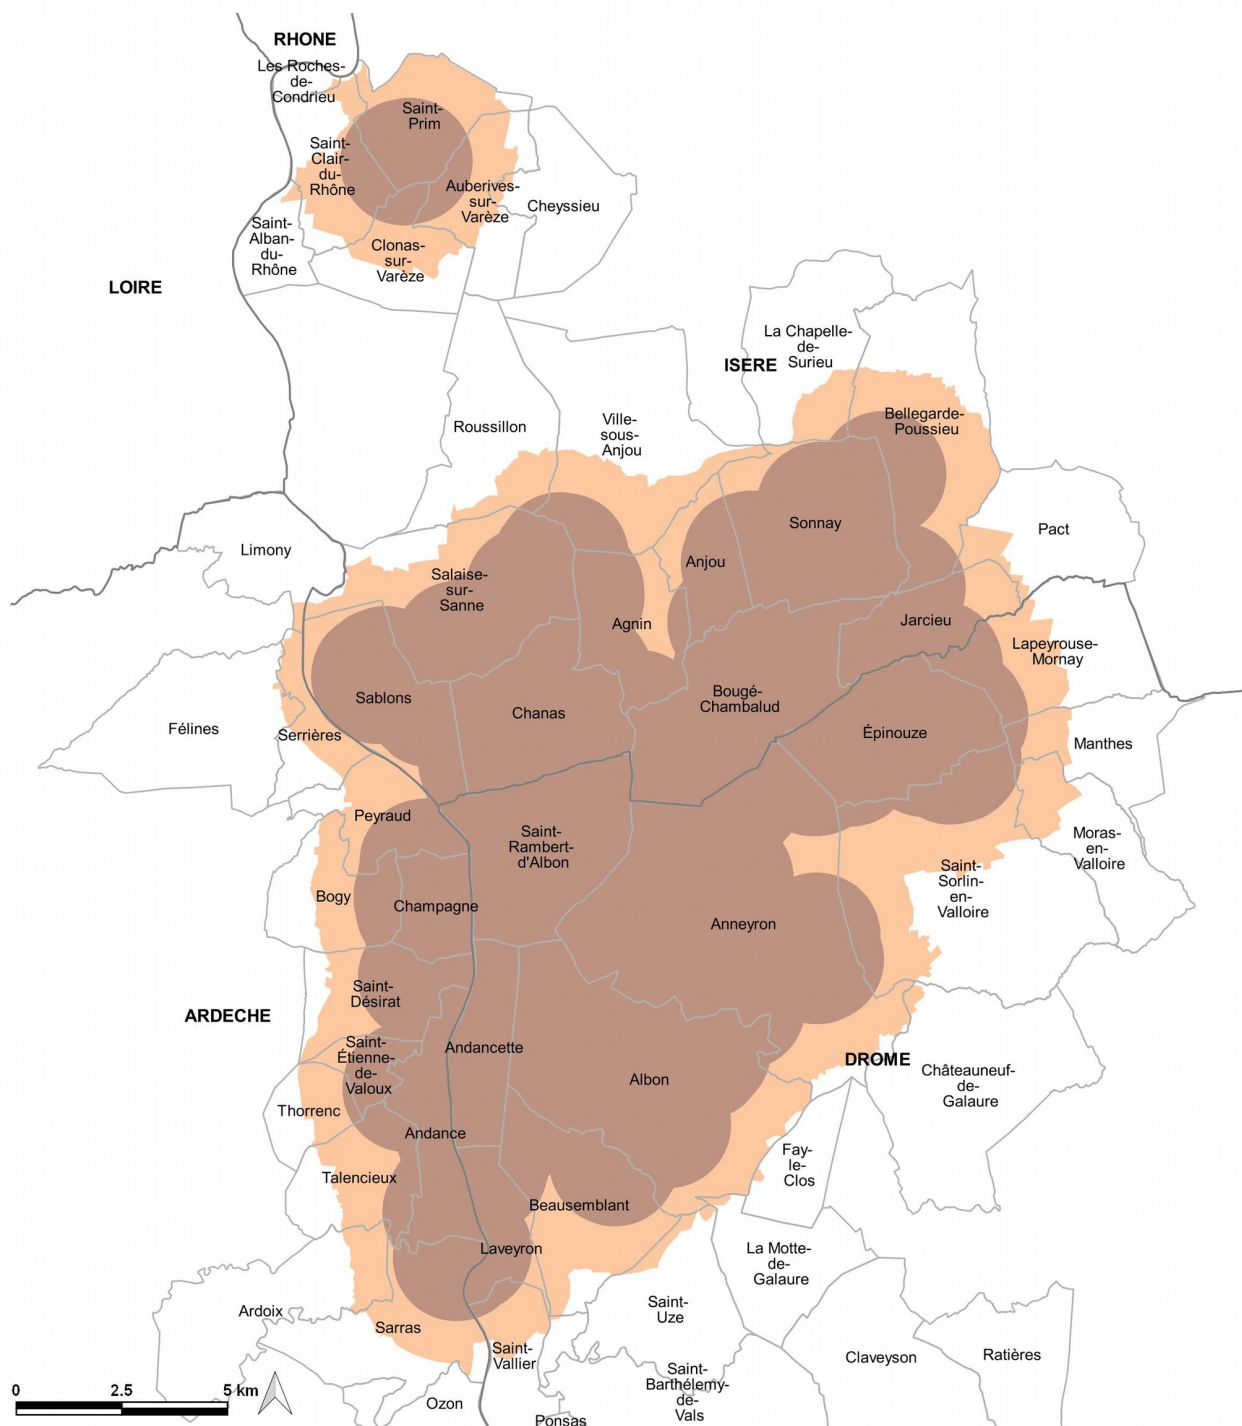 RHONE
Les Roches-
de-
Condrieu
Saint-
Prim
Saint-
Clair-
du-
Rhône
Auberives-
sur-
Varèze
Cheyssieu
Saint-
Alban-
du-
Rhône
Clonas-
sur-
Varèze
LOIRE
La Chapelle-
de-
Surieu
ISERE
Bellegarde-
Poussieu
Roussillon
Ville-
sous-
Anjou
Sonnay
Pact
Limony
Anjou
Salaise-
sur-
Sanne
Agnin
Jarcieu
Lapeyrouse-
Mornay
Sablons
Bougé-
Chambalud
Chanas
Félines
Serrières
Épinouze
Manthes
Peyraud
Saint-
Rambert-
d'Albon
Moras-
en-
Valloire
Saint-
Sorlin-
en-
Valloire
Bogy
Champagne
Anneyron
Saint-
Désirat
ARDECHE
Saint-
Étienne-
de-
Valoux
Andancette
DROME
Albon
Châteauneuf-
de-
Galaure
Thorrenc
Andance
Fay-
le-
Clos
Talencieux
Beausemblant
Laveyron
La Motte-
de-
Galaure
Ardoix
Saint-
Uze
Sarras
Saint-
Vallier
Claveyson
Ratières
Saint-
Barthélemy-
de-
Vals
0 2.5 5 km
Ozon
Ponsas